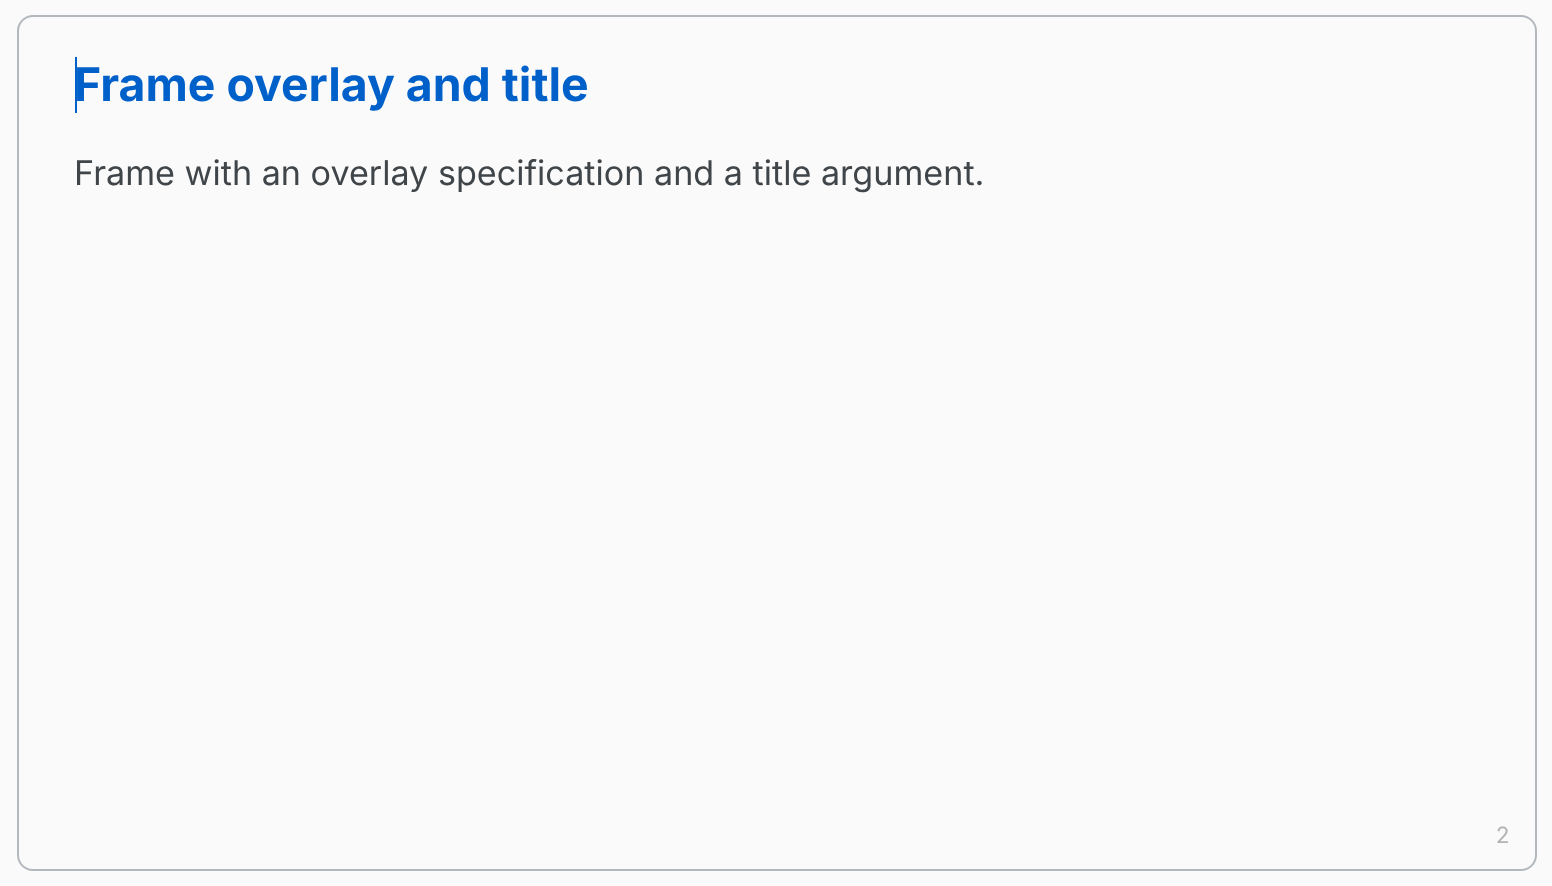 Frame overlay and title
Frame with an overlay specification and a title argument.
2